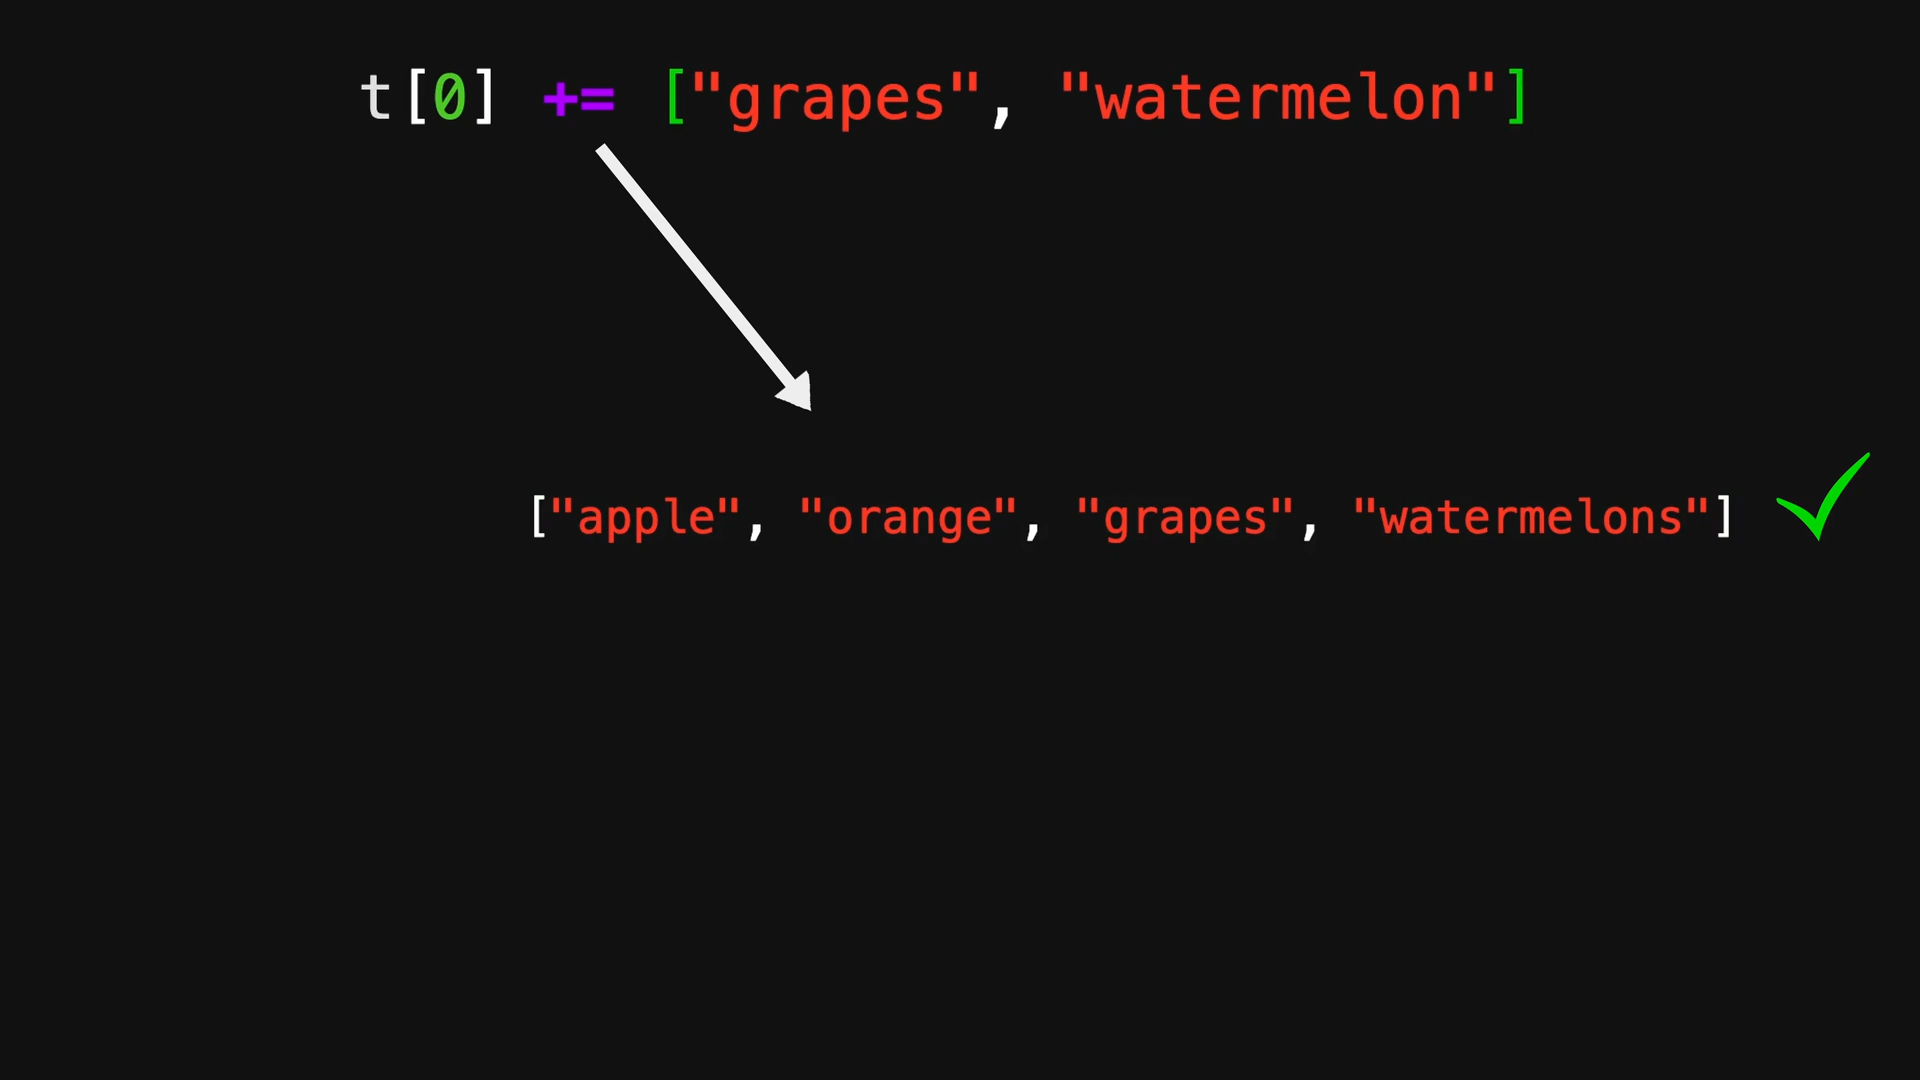 t[0] += ["grapes", "watermelon"]
["apple", "orange", "grapes", "watermelons"]